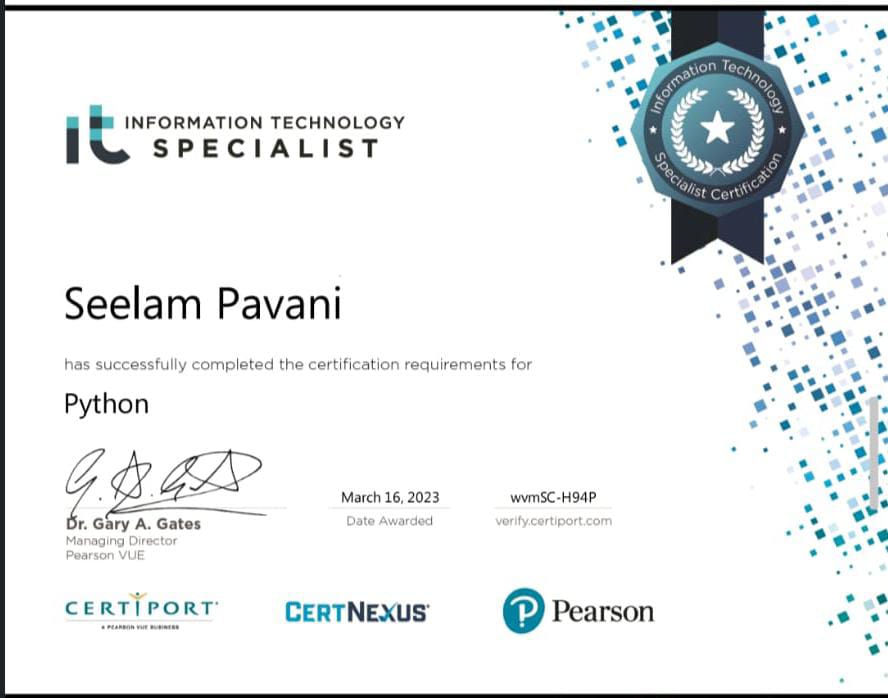 it INFORMATION TECHNOLOGY
SPECIALIST
Information Technology
Specialist Certification
Seelam Pavani
has successfully completed the certification requirements for
Python
G. A. Gates
Dr. Gary A. Gates
Managing Director
Pearson VUE
March 16, 2023
Date Awarded
wvmSC-H94P
verify.certiport.com
CERTIPORT
A PEARSON VUE BUSINESS
CERTNEXUS
P Pearson